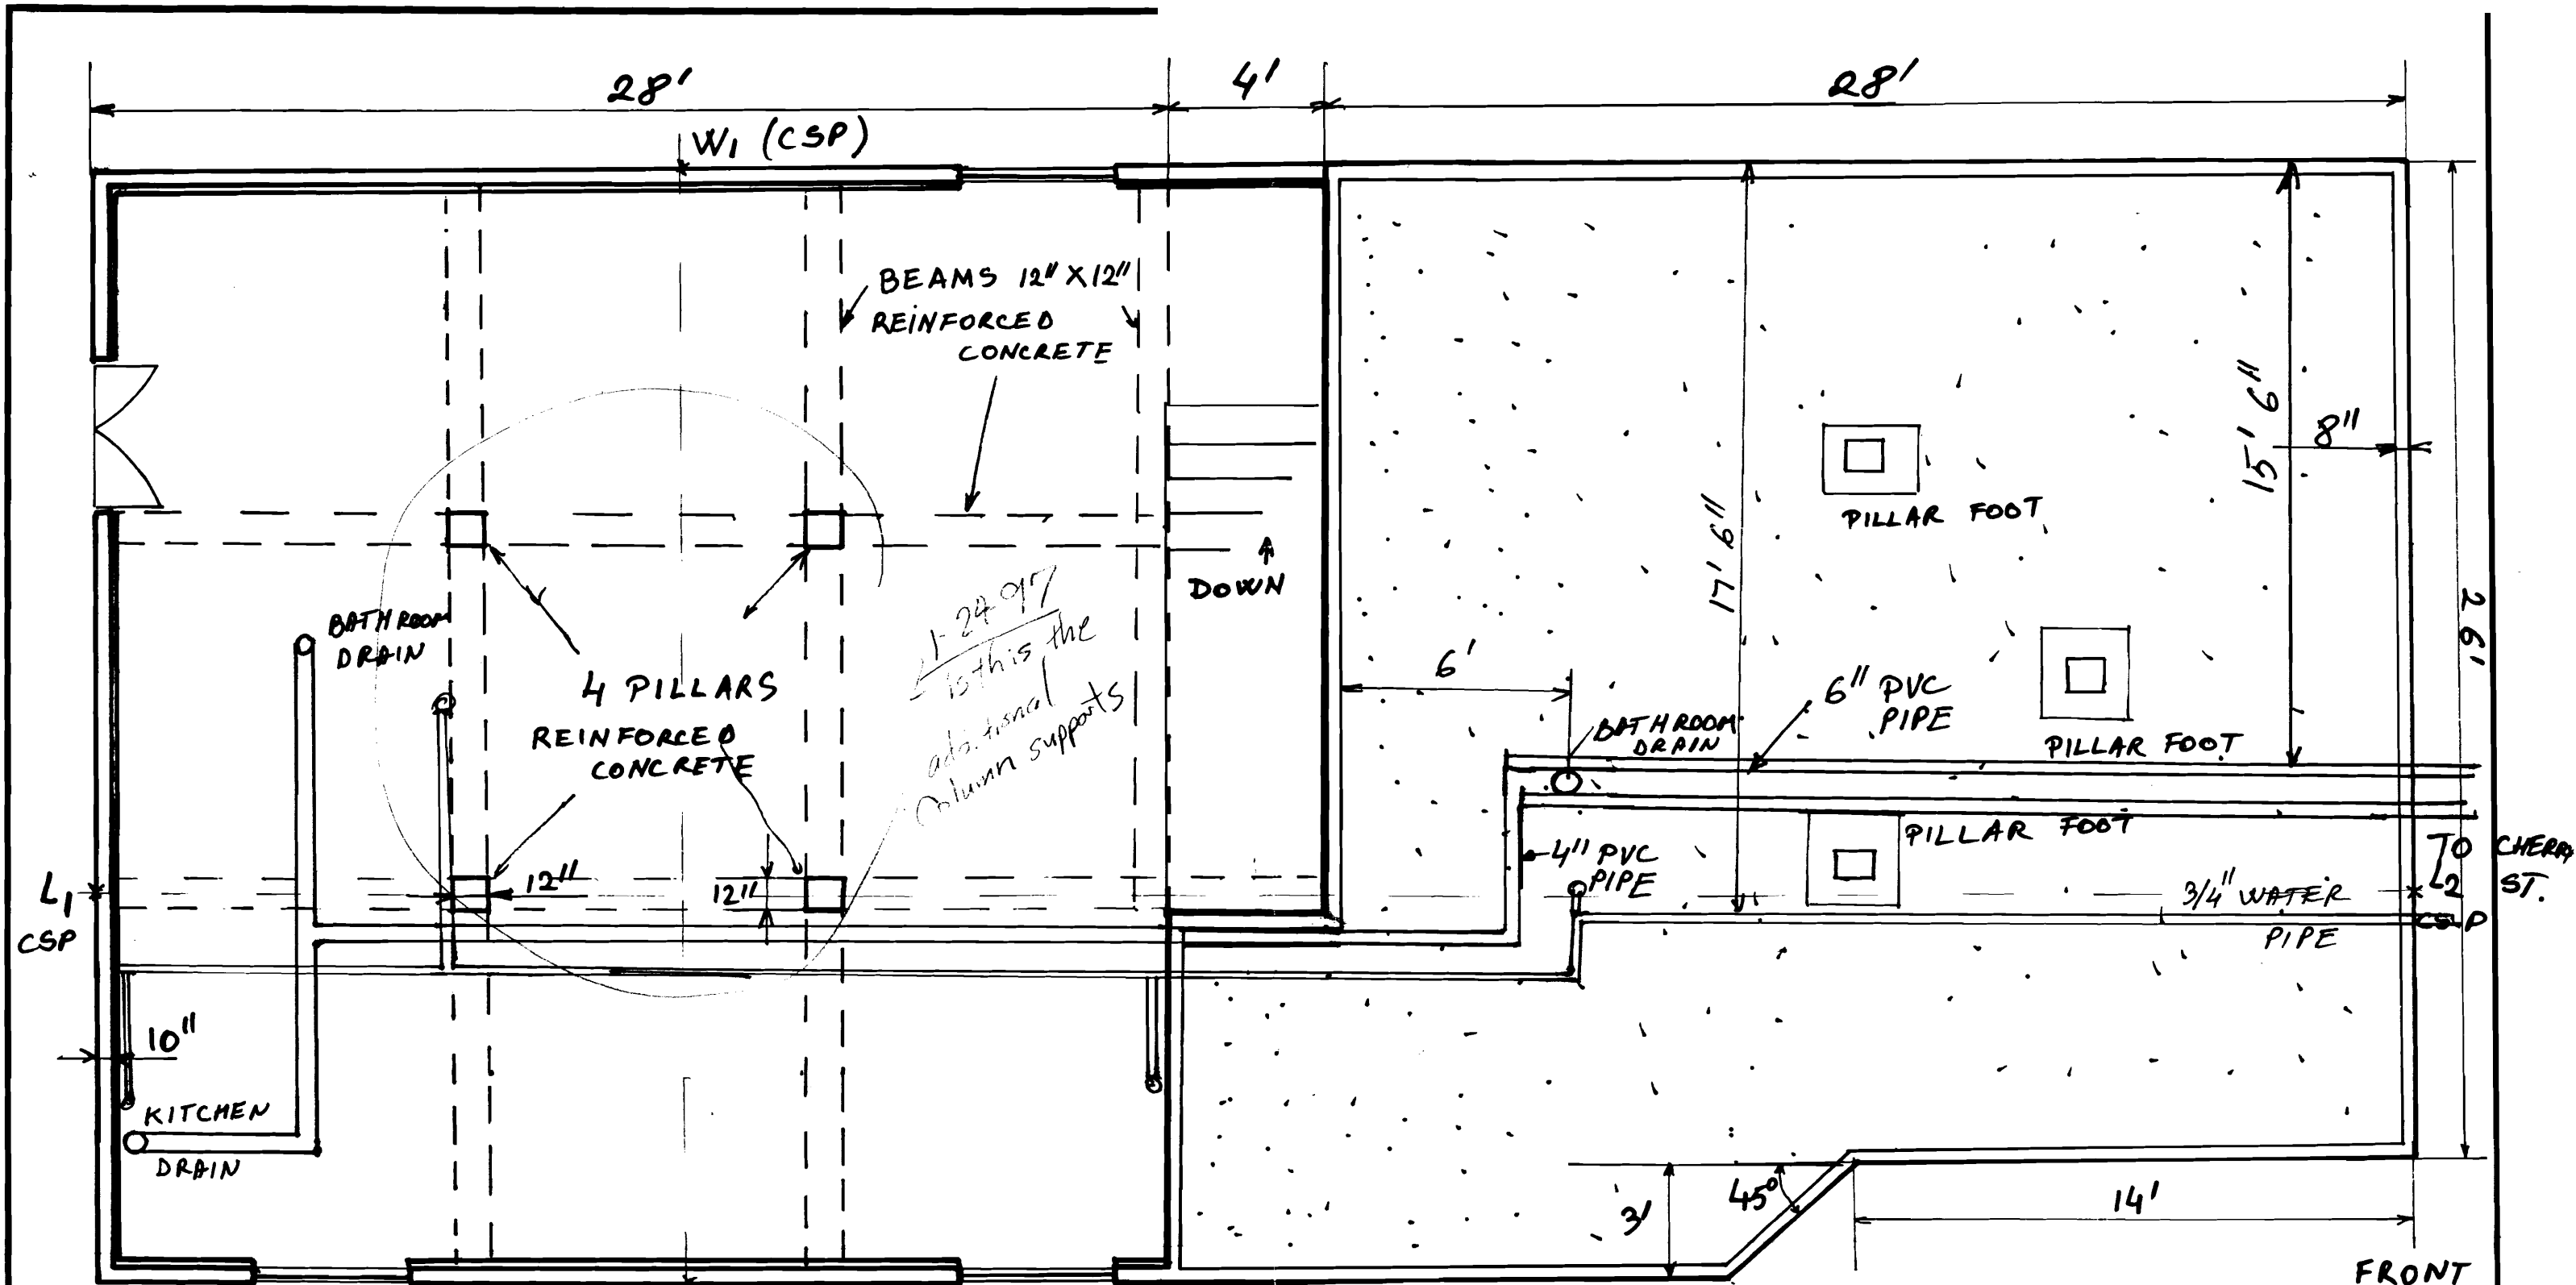 28'
4'
28'
W1 (CSP)
BEAMS 12" X 12"
REINFORCED
CONCRETE
15' 6"
8"
PILLAR FOOT
17' 6"
DOWN
1-24-97
is this the
additional
column supports
BATHROOM
DRAIN
26'
4 PILLARS
REINFORCED
CONCRETE
6'
6" PVC
PIPE
BATHROOM
DRAIN
PILLAR FOOT
PILLAR FOOT
4" PVC
PIPE
TO CHERRY
ST.
L1
CSP
12"
12"
3/4" WATER
PIPE
L2
CSP
10"
KITCHEN
DRAIN
3'
45°
14'
FRONT